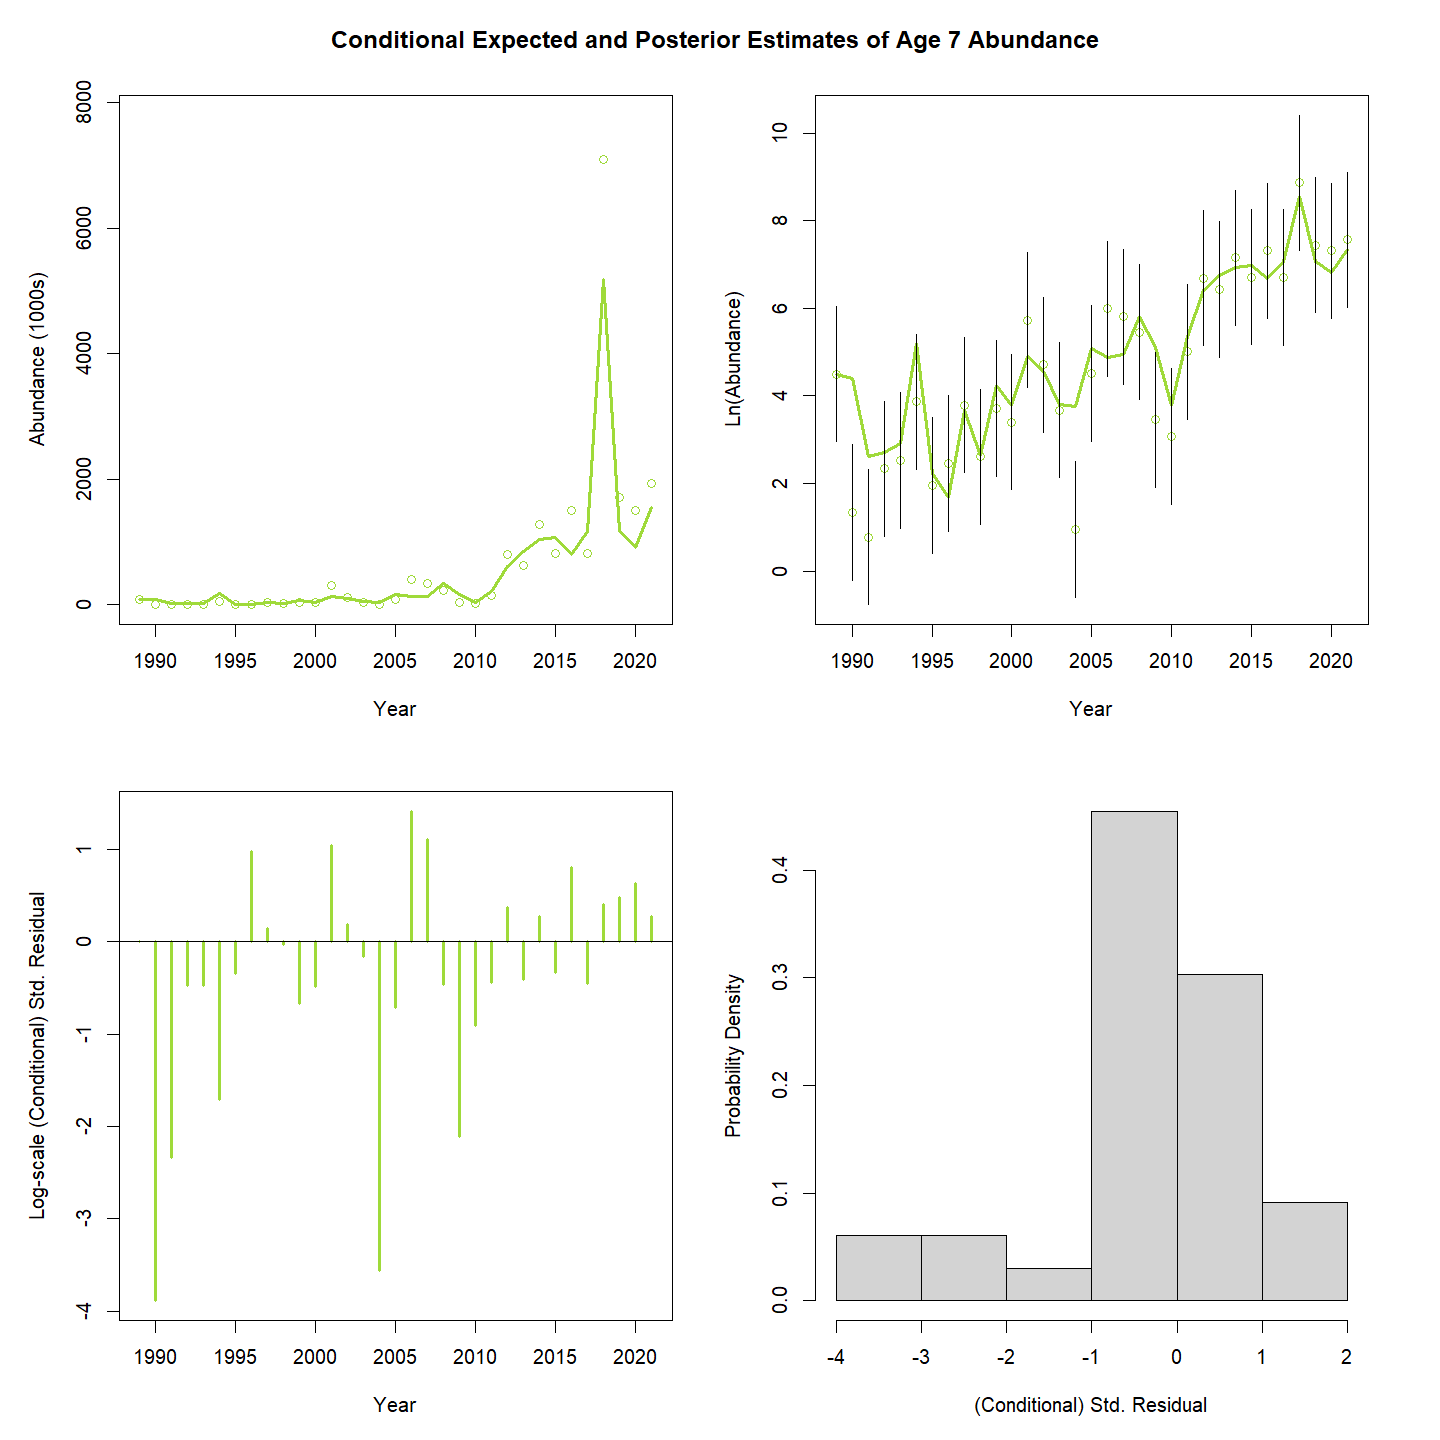 Conditional Expected and Posterior Estimates of Age 7 Abundance
Abundance (1000s)
8000
6000
4000
2000
0
1990 1995 2000 2005 2010 2015 2020
Year
Ln(Abundance)
10
8
6
4
2
0
1990 1995 2000 2005 2010 2015 2020
Year
Log-scale (Conditional) Std. Residual
1
0
-1
-2
-3
-4
1990 1995 2000 2005 2010 2015 2020
Year
Probability Density
0.4
0.3
0.2
0.1
0.0
-4 -3 -2 -1 0 1 2
(Conditional) Std. Residual